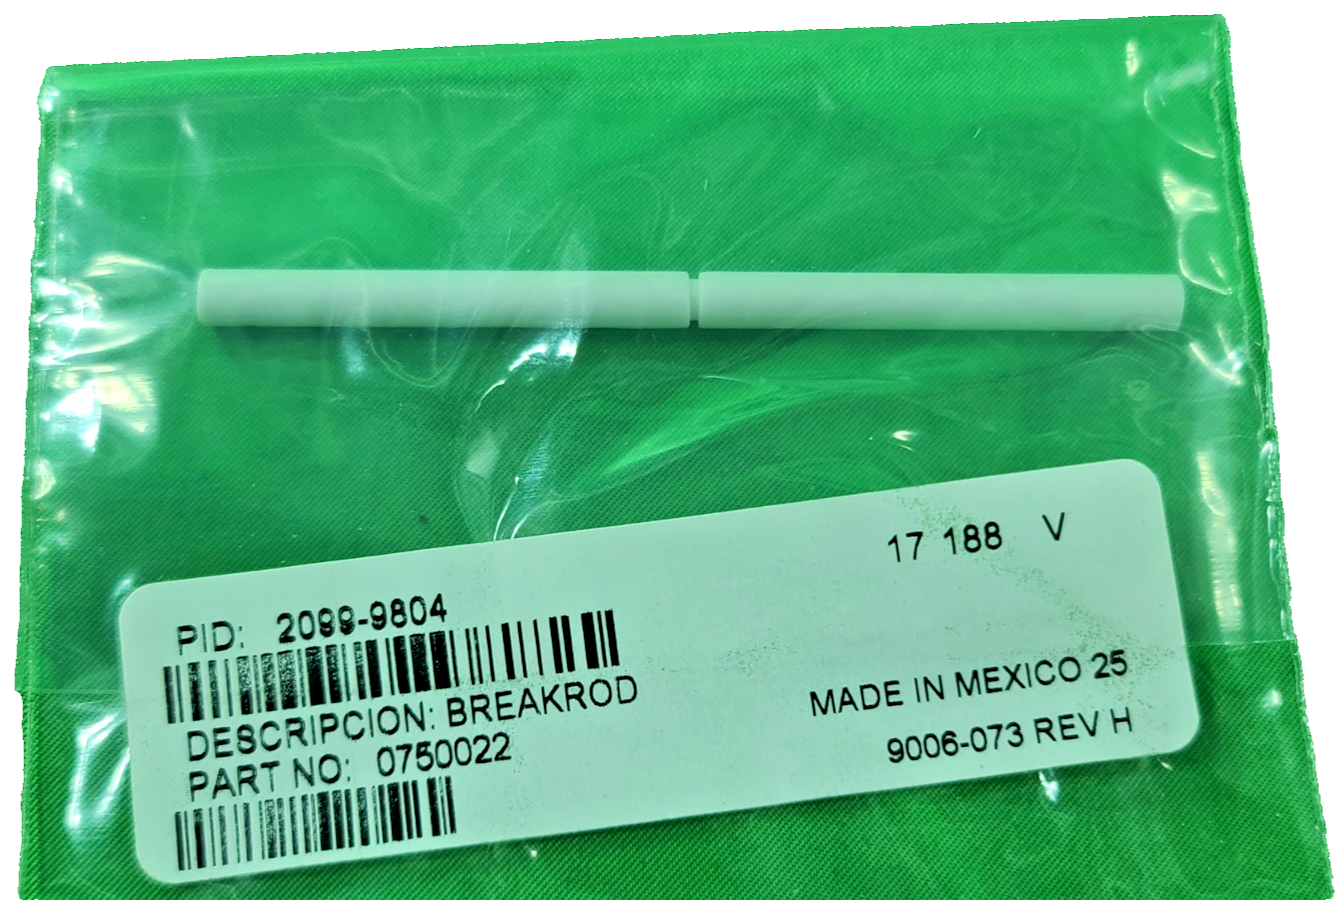 17 188 V
PID: 2099-9804
DESCRIPCION: BREAKROD
PART NO: 0750022
MADE IN MEXICO 25
9006-073 REV H